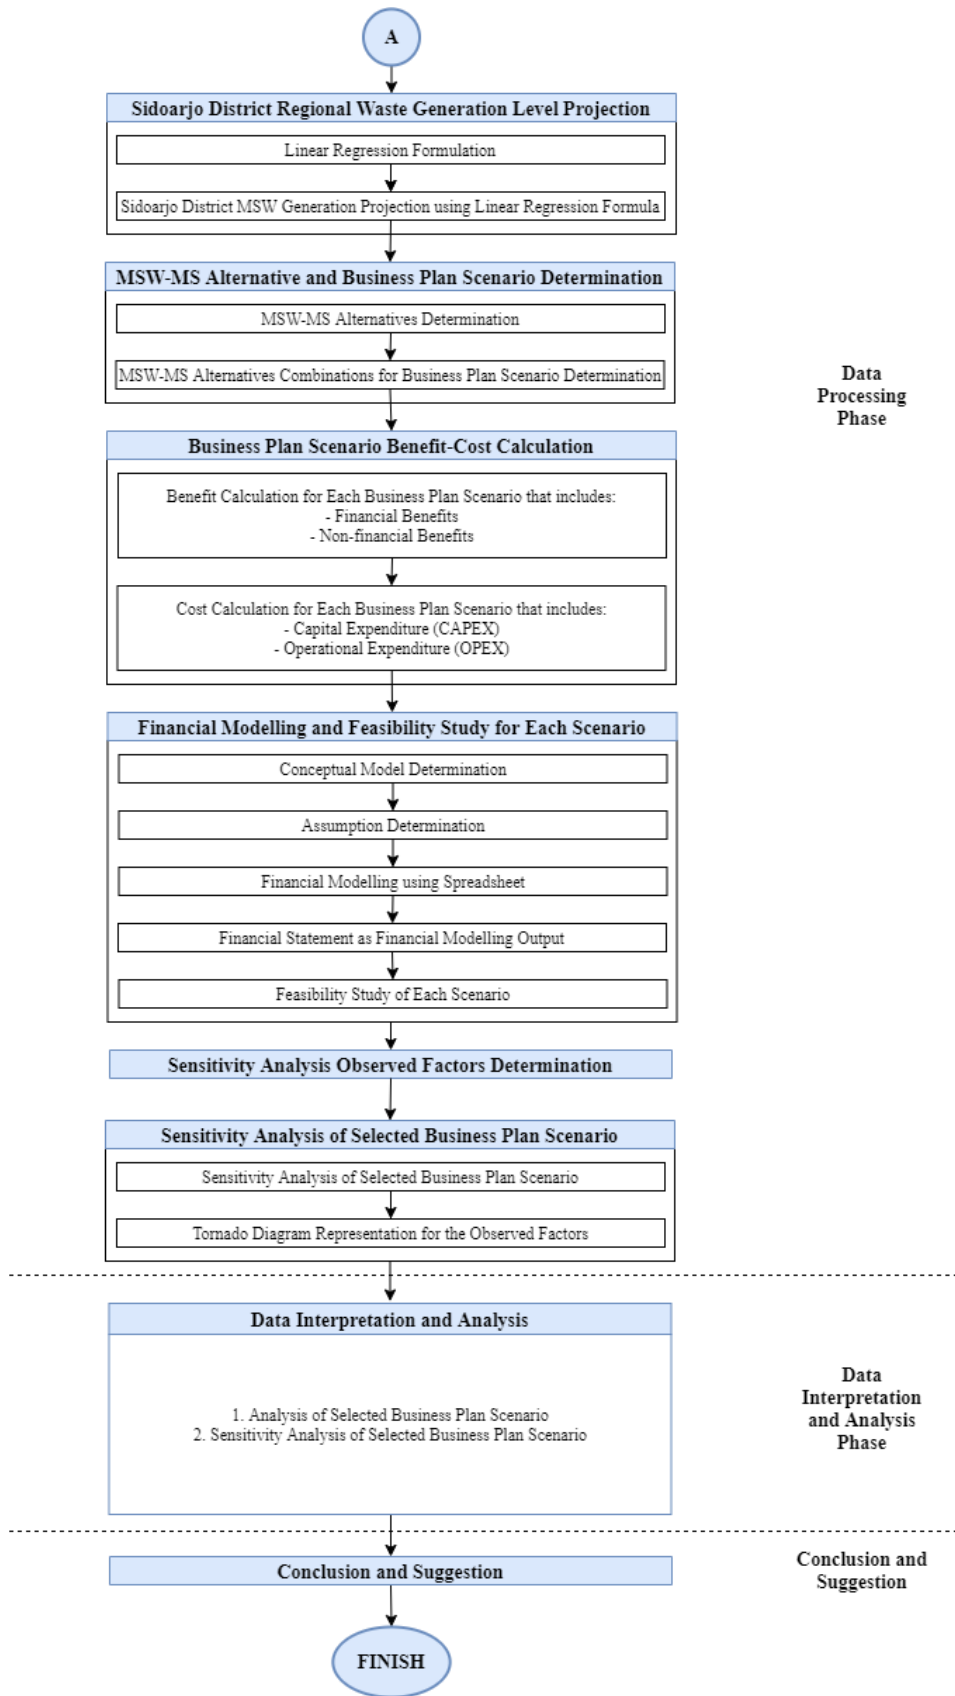 A
Sidoarjo District Regional Waste Generation Level Projection
Linear Regression Formulation
Sidoarjo District MSW Generation Projection using Linear Regression Formula
MSW-MS Alternative and Business Plan Scenario Determination
MSW-MS Alternatives Determination
MSW-MS Alternatives Combinations for Business Plan Scenario Determination
Data
Processing
Phase
Business Plan Scenario Benefit-Cost Calculation
Benefit Calculation for Each Business Plan Scenario that includes:
- Financial Benefits
- Non-financial Benefits
Cost Calculation for Each Business Plan Scenario that includes:
- Capital Expenditure (CAPEX)
- Operational Expenditure (OPEX)
Financial Modelling and Feasibility Study for Each Scenario
Conceptual Model Determination
Assumption Determination
Financial Modelling using Spreadsheet
Financial Statement as Financial Modelling Output
Feasibility Study of Each Scenario
Sensitivity Analysis Observed Factors Determination
Sensitivity Analysis of Selected Business Plan Scenario
Sensitivity Analysis of Selected Business Plan Scenario
Tornado Diagram Representation for the Observed Factors
Data Interpretation and Analysis
1. Analysis of Selected Business Plan Scenario
2. Sensitivity Analysis of Selected Business Plan Scenario
Data
Interpretation
and Analysis
Phase
Conclusion and Suggestion
Conclusion and
Suggestion
FINISH